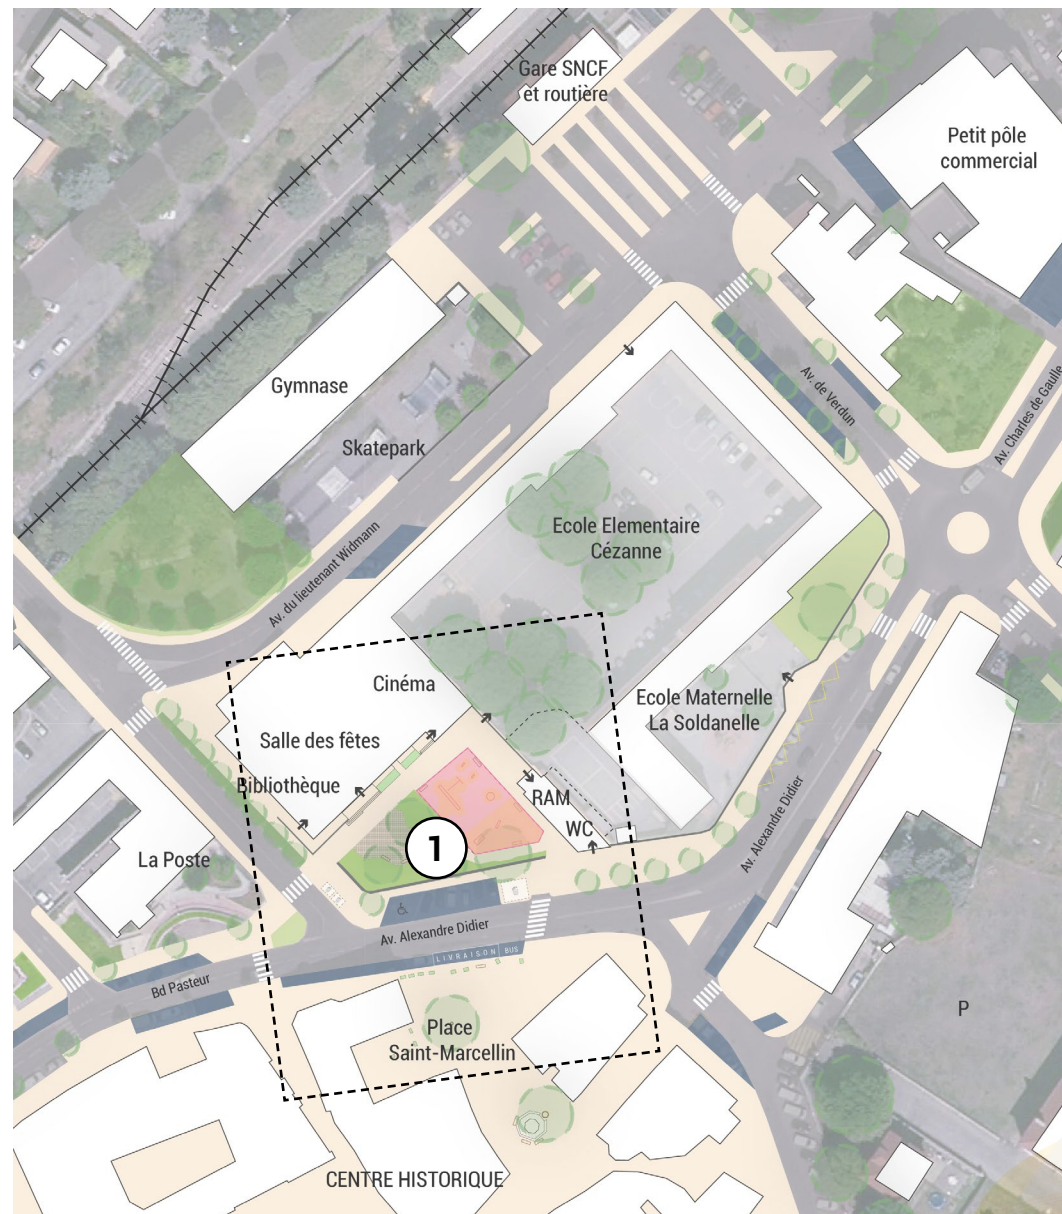 Gare SNCF
et routière
Petit pôle
commercial
Gymnase
Av. de Verdun
Av. Charles de Gaulle
Skatepark
Ecole Elementaire
Cézanne
Av. du lieutenant Widmann
Cinéma
Ecole Maternelle
La Soldanelle
Salle des fêtes
Bibliothèque
RAM
WC
1
La Poste
Av. Alexandre Didier
Av. Alexandre Didier
LIVRAISON
BUS
Bd Pasteur
P
Place
Saint-Marcellin
CENTRE HISTORIQUE